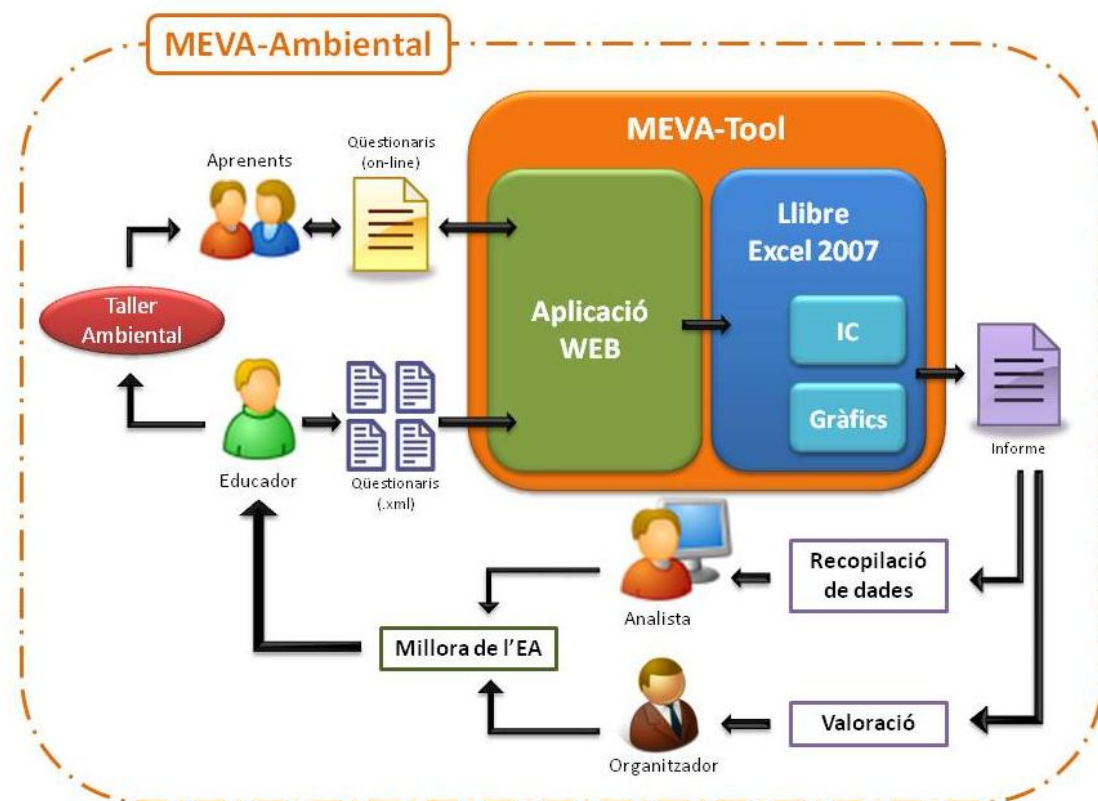 MEVA-Ambiental
MEVA-Tool
Aprenents
Qüestionaris
(on-line)
Taller
Ambiental
Educador
Qüestionaris
(.xml)
Aplicació
WEB
Llibre
Excel 2007
IC
Gràfics
Informe
Recopilació
de dades
Analista
Millora de l'EA
Valoració
Organitzador